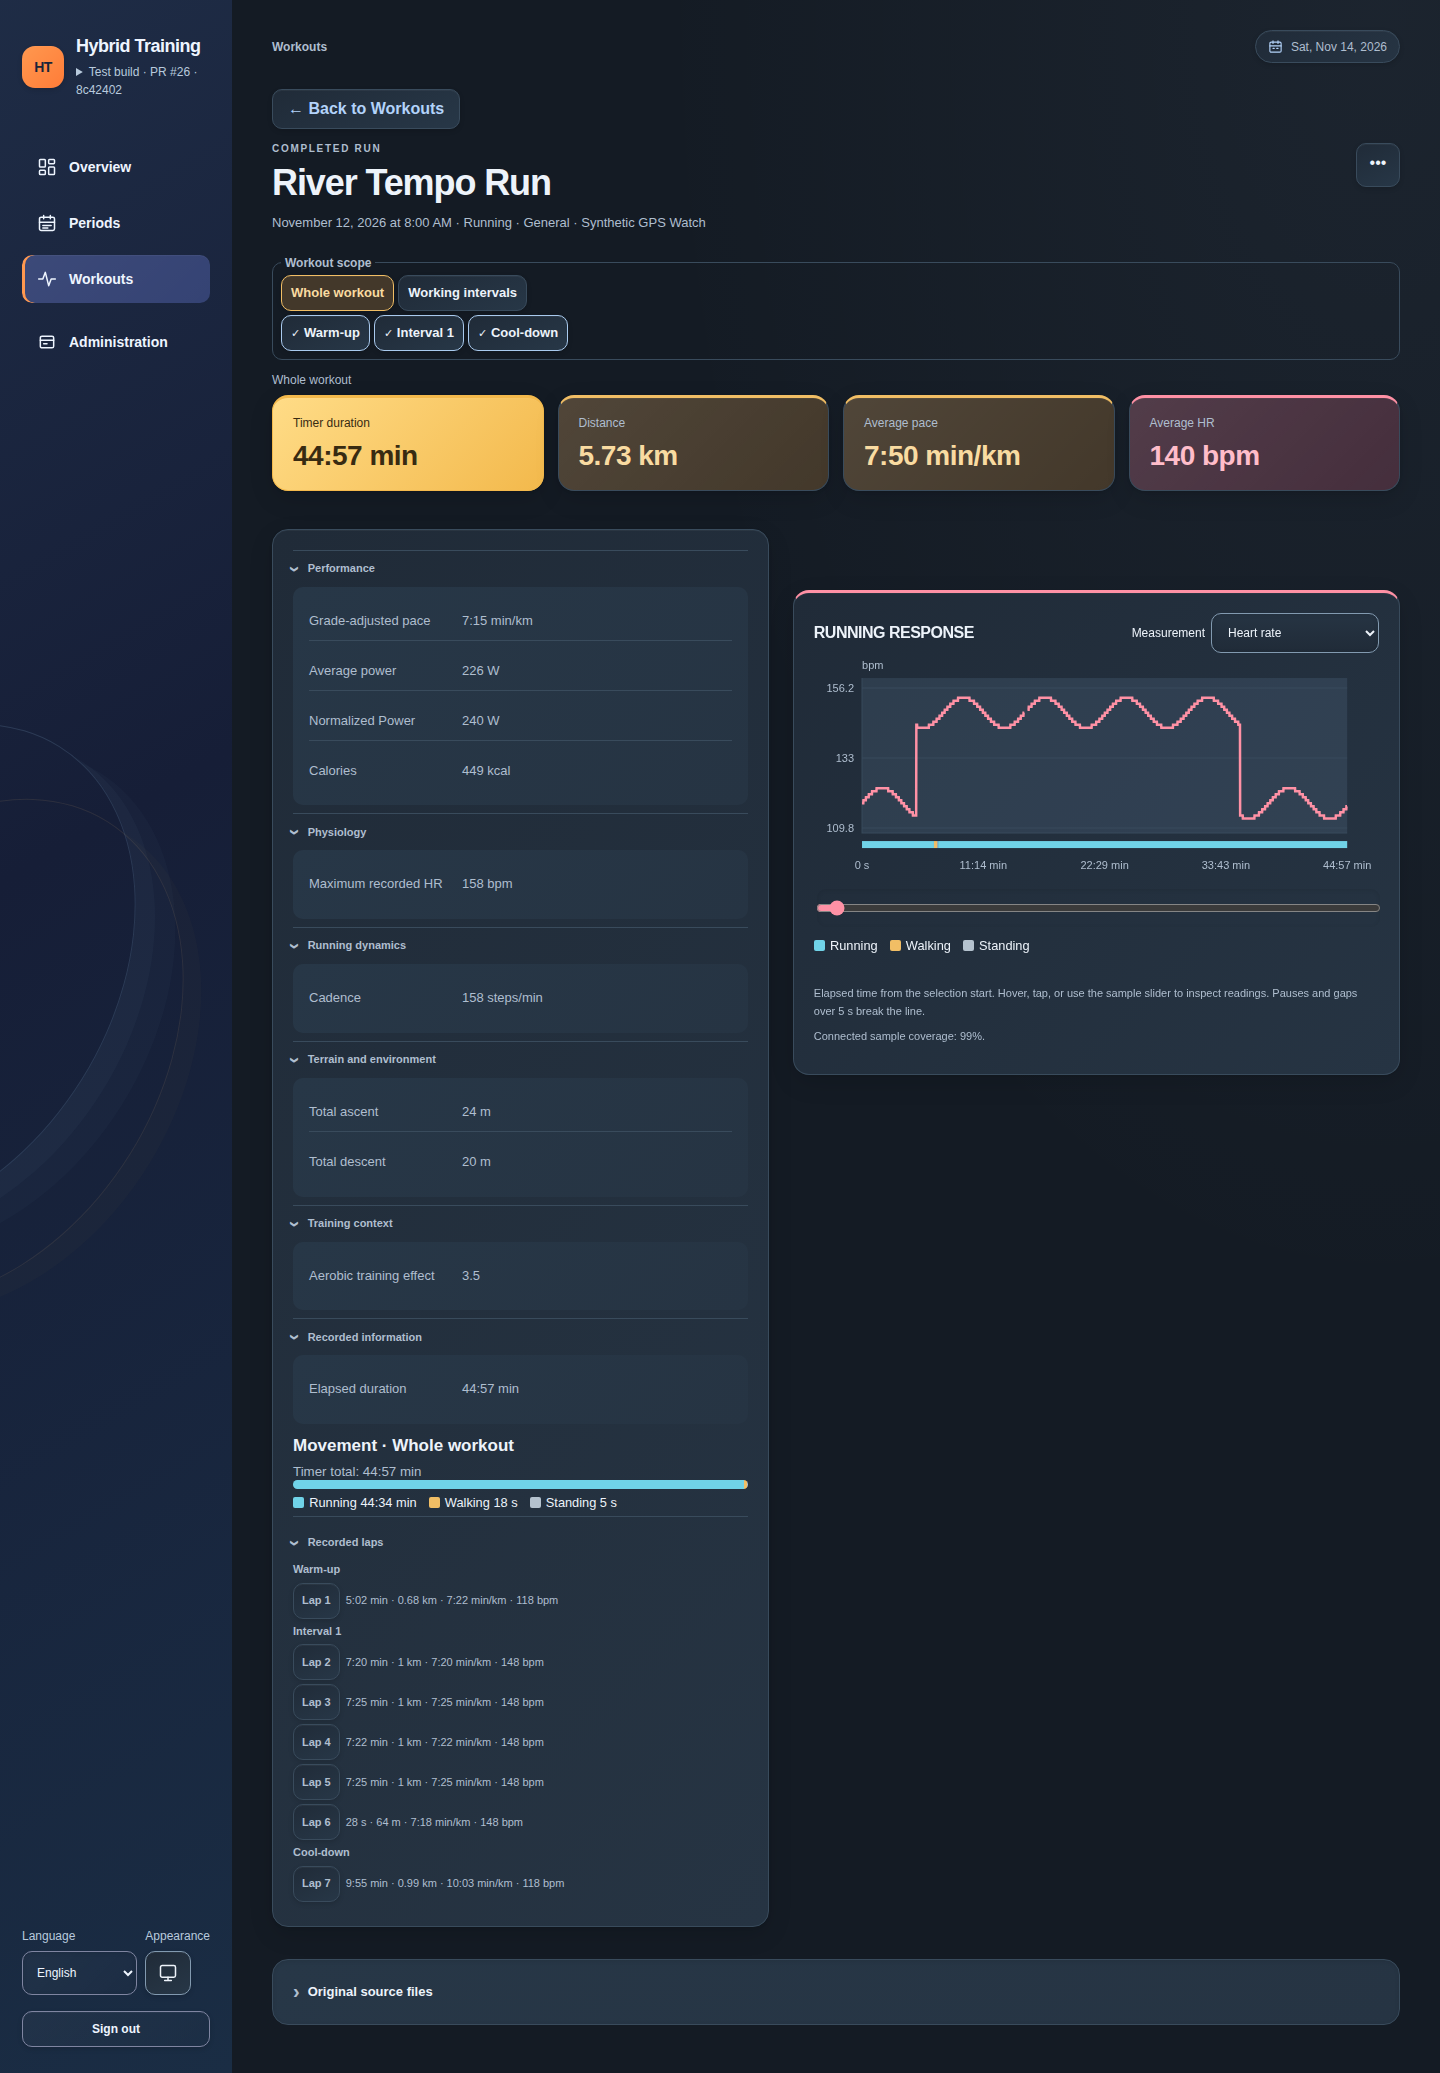 HT
Hybrid Training
▶ Test build · PR #26 ·
8c42402
Overview
Periods
Workouts
Administration
Language
Appearance
English
Sign out
Workouts
Sat, Nov 14, 2026
← Back to Workouts
COMPLETED RUN
•••
River Tempo Run
November 12, 2026 at 8:00 AM · Running · General · Synthetic GPS Watch
Workout scope
Whole workout Working intervals
✓ Warm-up ✓ Interval 1 ✓ Cool-down
Whole workout
Timer duration
44:57 min
Distance
5.73 km
Average pace
7:50 min/km
Average HR
140 bpm
Performance
Grade-adjusted pace 7:15 min/km
Average power 226 W
Normalized Power 240 W
Calories 449 kcal
Physiology
Maximum recorded HR 158 bpm
Running dynamics
Cadence 158 steps/min
Terrain and environment
Total ascent 24 m
Total descent 20 m
Training context
Aerobic training effect 3.5
Recorded information
Elapsed duration 44:57 min
Movement · Whole workout
Timer total: 44:57 min
Running 44:34 min Walking 18 s Standing 5 s
Recorded laps
Warm-up
Lap 1 5:02 min · 0.68 km · 7:22 min/km · 118 bpm
Interval 1
Lap 2 7:20 min · 1 km · 7:20 min/km · 148 bpm
Lap 3 7:25 min · 1 km · 7:25 min/km · 148 bpm
Lap 4 7:22 min · 1 km · 7:22 min/km · 148 bpm
Lap 5 7:25 min · 1 km · 7:25 min/km · 148 bpm
Lap 6 28 s · 64 m · 7:18 min/km · 148 bpm
Cool-down
Lap 7 9:55 min · 0.99 km · 10:03 min/km · 118 bpm
RUNNING RESPONSE
Measurement Heart rate
bpm
156.2
133
109.8
0 s 11:14 min 22:29 min 33:43 min 44:57 min
Running Walking Standing
Elapsed time from the selection start. Hover, tap, or use the sample slider to inspect readings. Pauses and gaps
over 5 s break the line.
Connected sample coverage: 99%.
Original source files